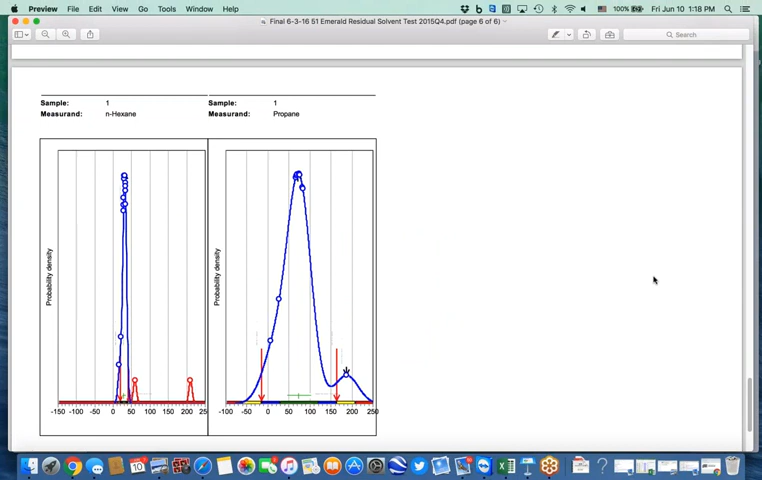 Preview File Edit View Go Tools Window Help
100% Fri Jun 10 1:18 PM
Final 6-3-16 51 Emerald Residual Solvent Test 2015Q4.pdf (page 6 of 6)
Search
Sample: 1
Measurand: n-Hexane
Sample: 1
Measurand: Propane
Probability density
-150 -100 -50 0 50 100 150 200 25
Probability density
-100 -50 0 50 100 150 200 250
10